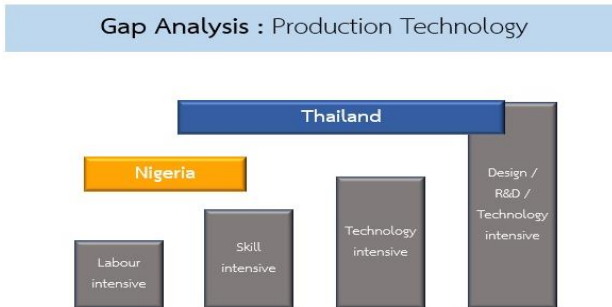 Gap Analysis : Production Technology
Thailand
Nigeria
Labour
intensive
Skill
intensive
Technology
intensive
Design /
R&D /
Technology
intensive